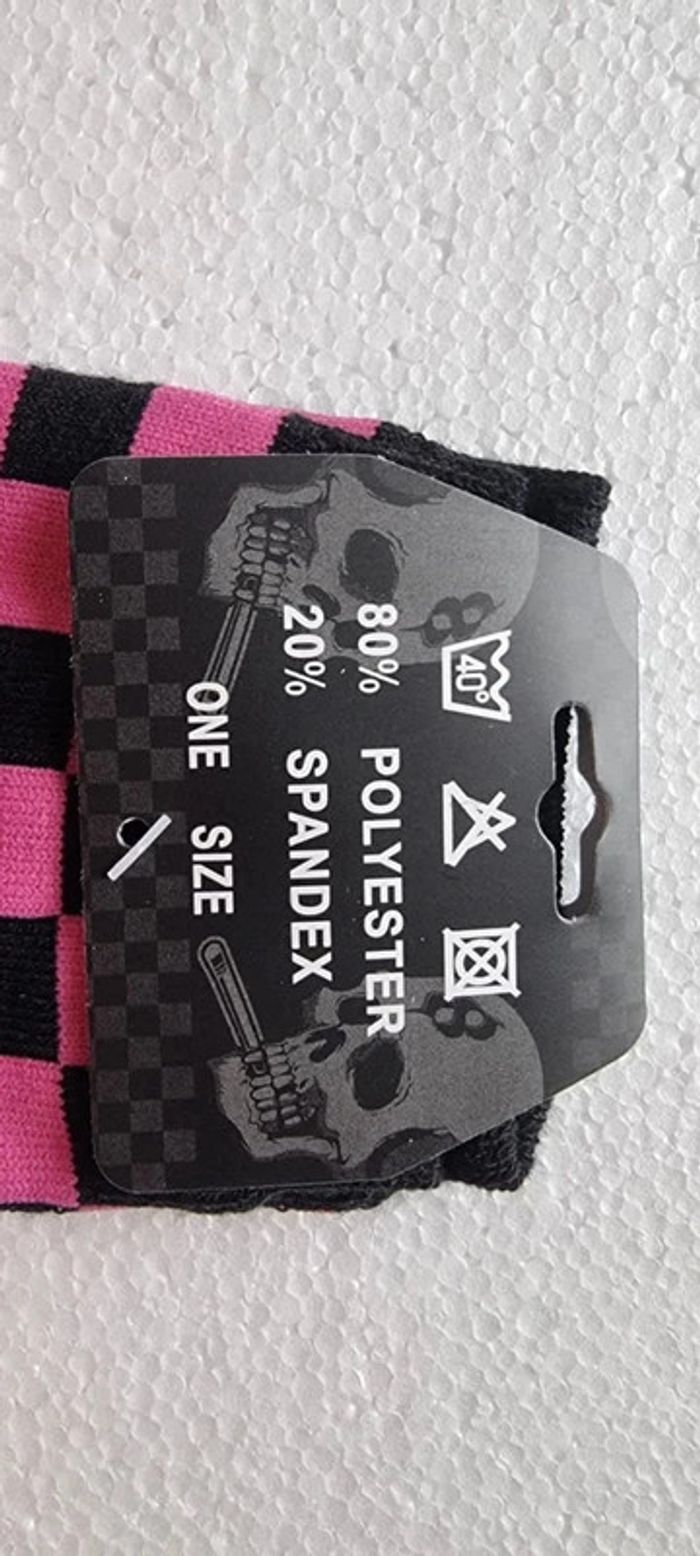 40°
80% POLYESTER
20% SPANDEX
ONE SIZE